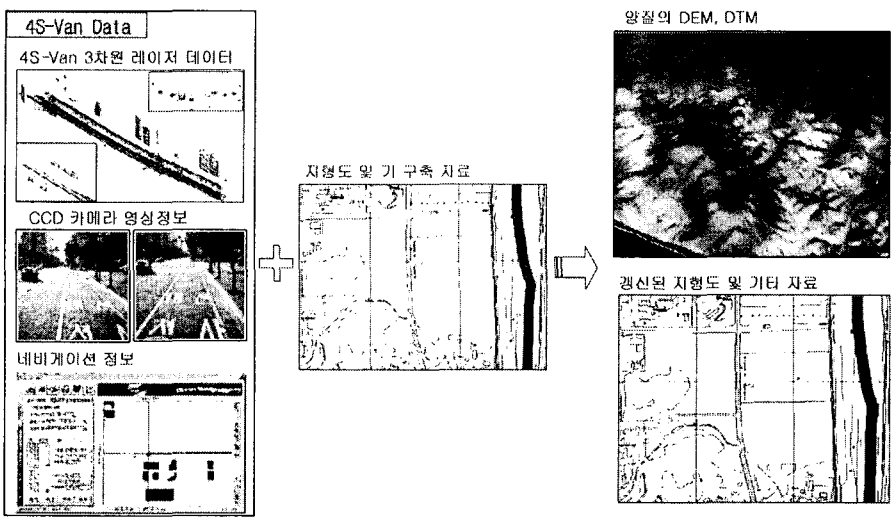 4S-Van Data
4S-Van 3차원 레이저 데이터
CCD 카메라 영상정보
네비게이션 정보
지형도 및 기 구축 자료
양질의 DEM, DTM
갱신된 지형도 및 기타 자료